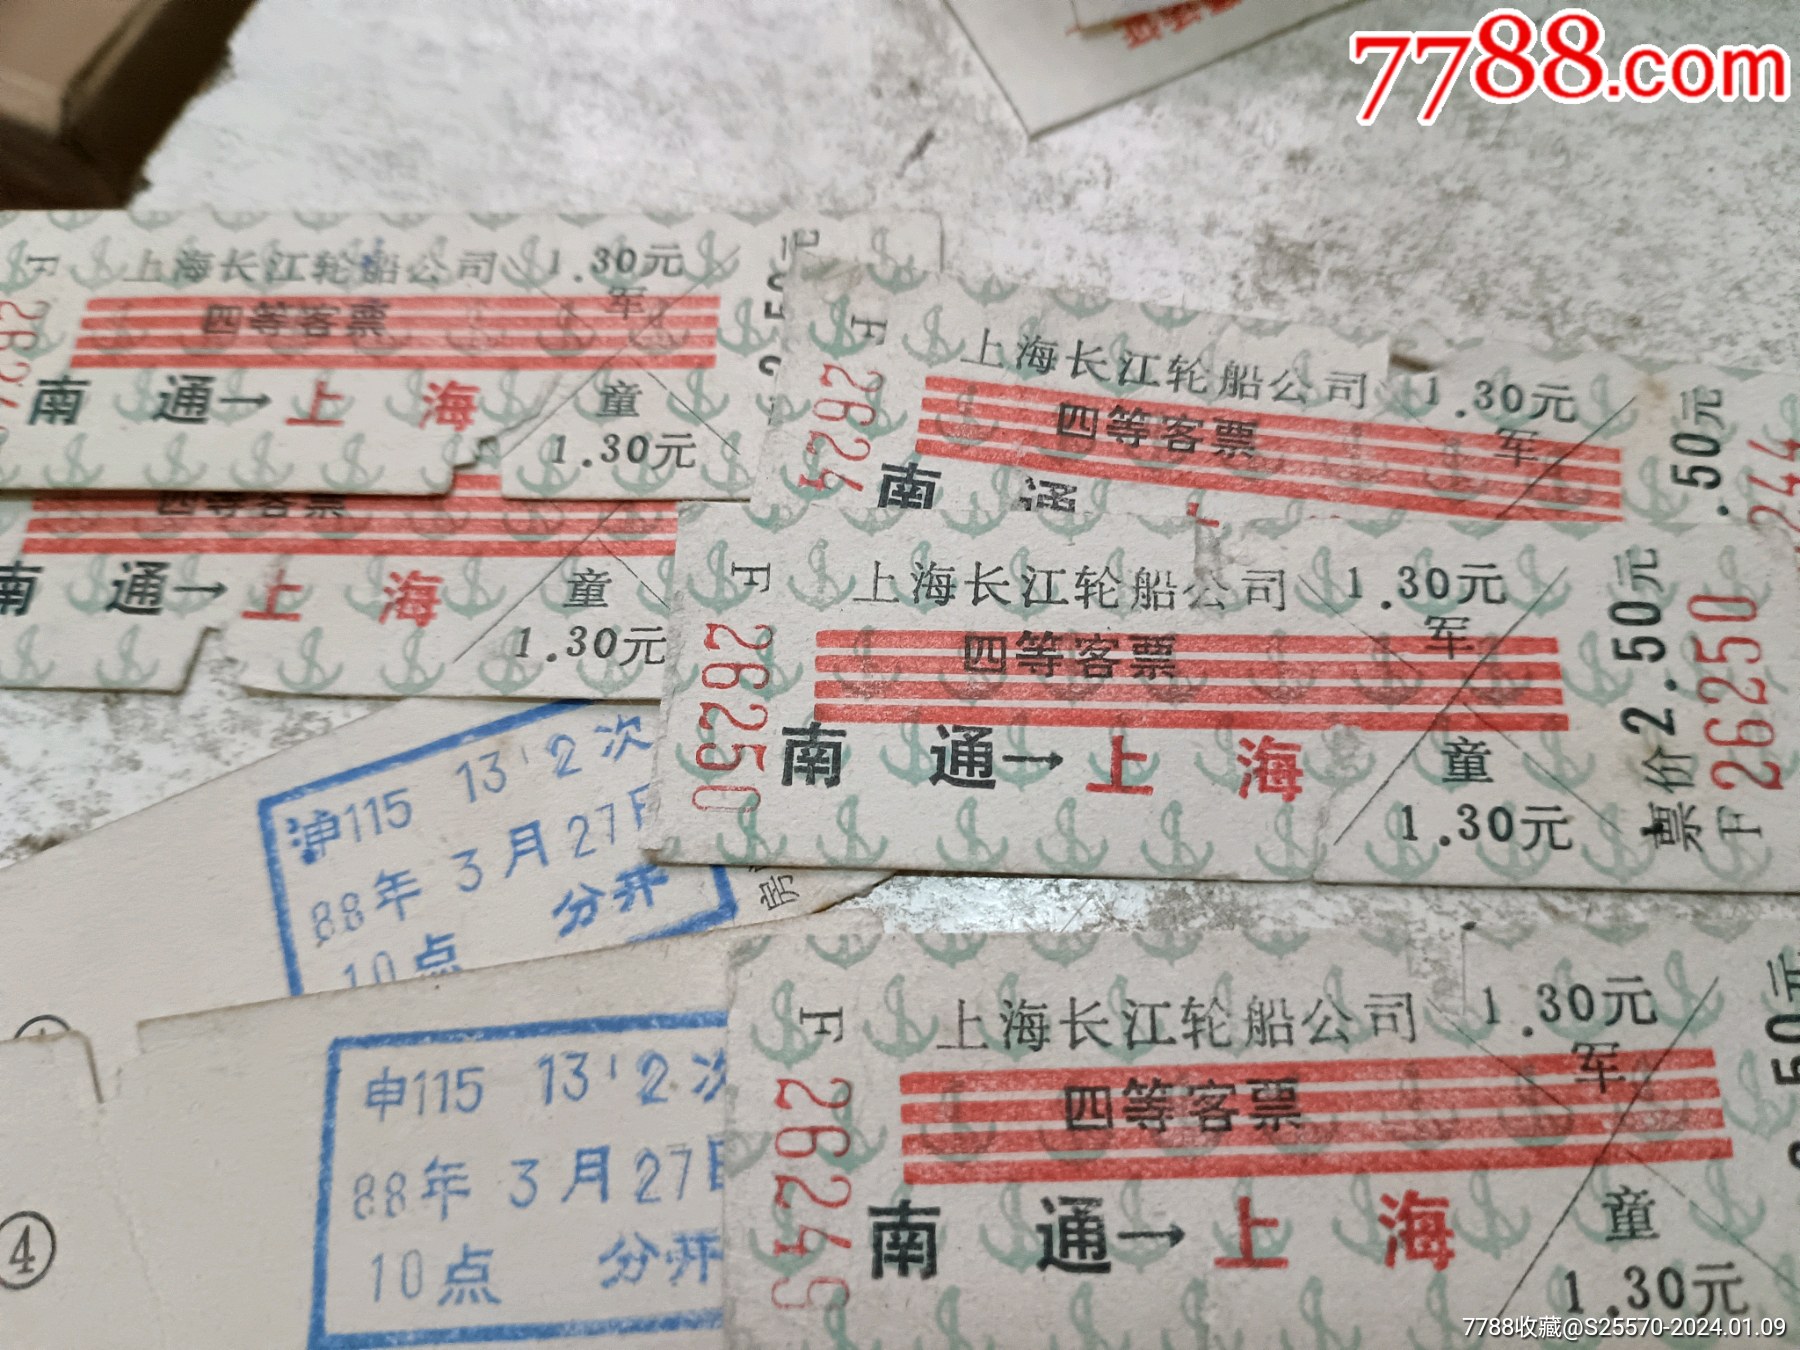 7788.com
F
上海长江轮船公司
1.30元
四等客票
军
南 通→上 海
童
1.30元
四等客票
南 通→上 海
童
1.30元
F
2624
上海长江轮船公司
1.30元
四等客票
军
南 通
.50元
244
F
26250
上海长江轮船公司
1.30元
四等客票
军
南 通→上 海
童
1.30元
票价2.50元
F 26250
申115 13'2次
88年 3月27日
10点 分开
房
申115 13'2次
88年 3月27日
10点 分开
④
F
26249
上海长江轮船公司
1.30元
四等客票
军
南 通→上 海
童
1.30元
.50元
7788收藏@S25570-2024.01.09